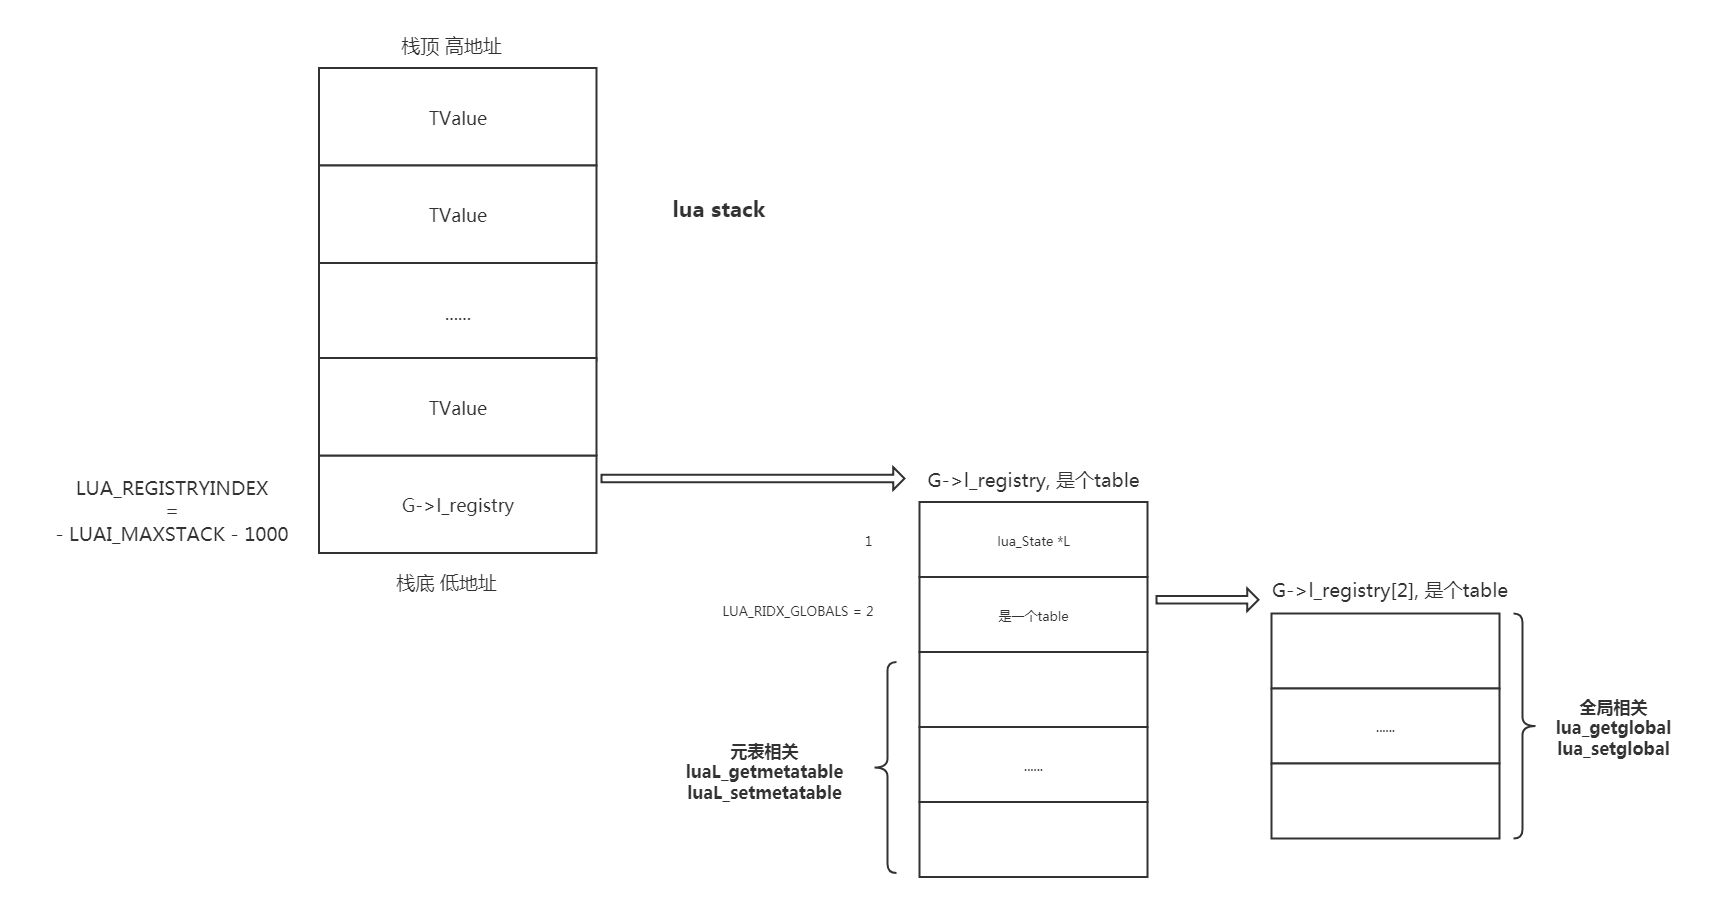 栈顶 高地址
TValue
TValue
lua stack
......
TValue
LUA_REGISTRYINDEX
=
- LUAI_MAXSTACK - 1000
G->l_registry
栈底 低地址
G->l_registry, 是个table
1
lua_State *L
LUA_RIDX_GLOBALS = 2
是一个table
G->l_registry[2], 是个table
元表相关
luaL_getmetatable
luaL_setmetatable
......
......
全局相关
lua_getglobal
lua_setglobal